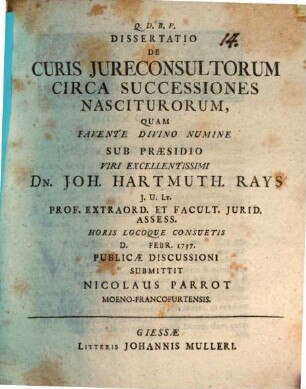 Q. D. B. V.
14.
DISSERTATIO
DE
CURIS JURECONSULTORUM
CIRCA SUCCESSIONES
NASCITURORUM,
QUAM
FAVENTE DIVINO NUMINE
SUB PRÆSIDIO
VIRI EXCELLENTISSIMI
DN. JOH. HARTMUTH. RAYS
J. U. LT.
PROF. EXTRAORD. ET FACULT. JURID.
ASSESS.
HORIS LOCOQUE CONSUETIS
D. FEBR. 1737.
PUBLICÆ DISCUSSIONI
SUBMITTIT
NICOLAUS PARROT
MOENO-FRANCOFURTENSIS.
GIESSÆ
LITTERIS JOHANNIS MULLERI.